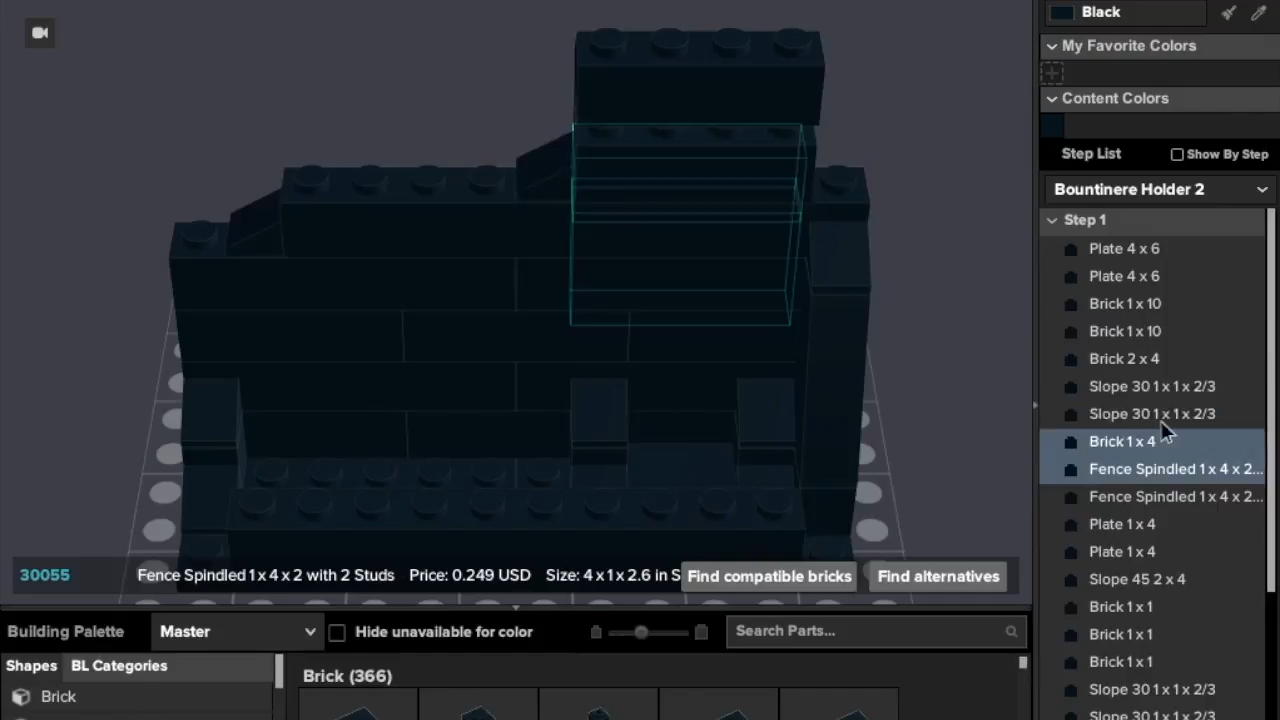 Black
My Favorite Colors
Content Colors
Step List
Show By Step
Bountinere Holder 2
Step 1
Plate 4 x 6
Plate 4 x 6
Brick 1 x 10
Brick 1 x 10
Brick 2 x 4
Slope 30 1 x 1 x 2/3
Slope 30 1 x 1 x 2/3
Brick 1 x 4
Fence Spindled 1 x 4 x 2...
Fence Spindled 1 x 4 x 2...
Plate 1 x 4
Plate 1 x 4
Slope 45 2 x 4
Brick 1 x 1
Brick 1 x 1
Brick 1 x 1
Slope 30 1 x 1 x 2/3
Slope 30 1 x 1 x 2/3
30055 Fence Spindled 1 x 4 x 2 with 2 Studs Price: 0.249 USD Size: 4 x 1 x 2.6 in S Find compatible bricks Find alternatives
Building Palette Master Hide unavailable for color Search Parts...
Shapes BL Categories
Brick (366)
Brick